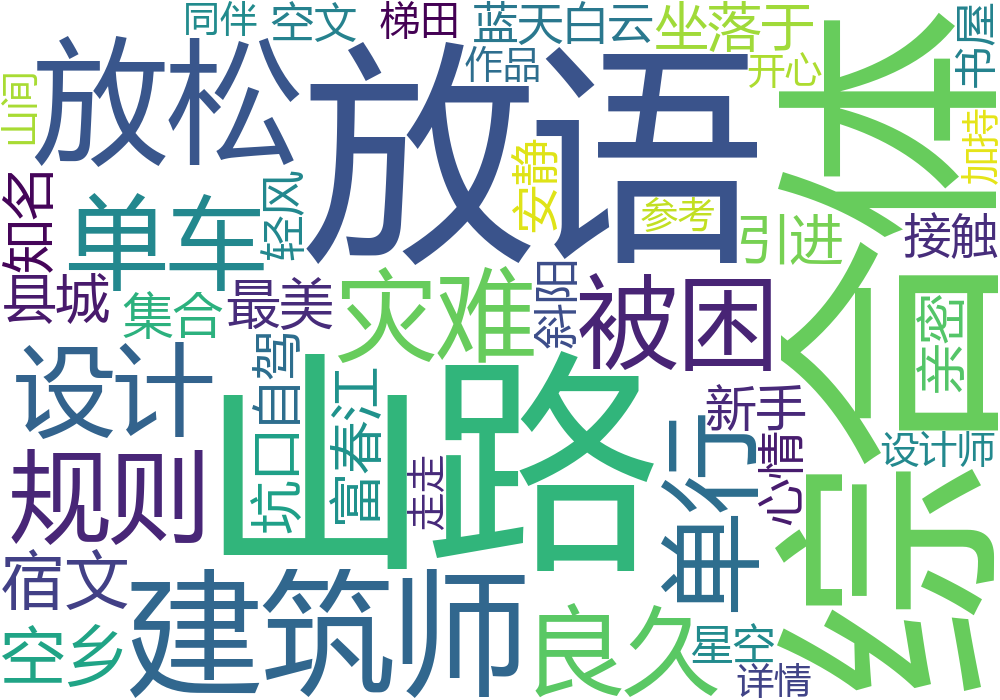 同伴
空文
梯田
蓝天白云
坐落于
书屋
作品
开心
放松
放语
综合体
山间
加持
安静
知名
单车
轻风
参考
引进
接触
县城
集合
最美
灾难
斜阳
被困
亲密
设计
自驾
坑口
富春江
山路
新手
单行
心情
设计师
规则
走走
宿文
建筑师
空乡
良久
星空
详情